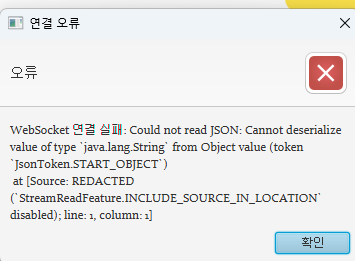 연결 오류
오류
WebSocket 연결 실패: Could not read JSON: Cannot deserialize
value of type `java.lang.String` from Object value (token
`JsonToken.START_OBJECT`)
at [Source: REDACTED
(`StreamReadFeature.INCLUDE_SOURCE_IN_LOCATION`
disabled); line: 1, column: 1]
확인